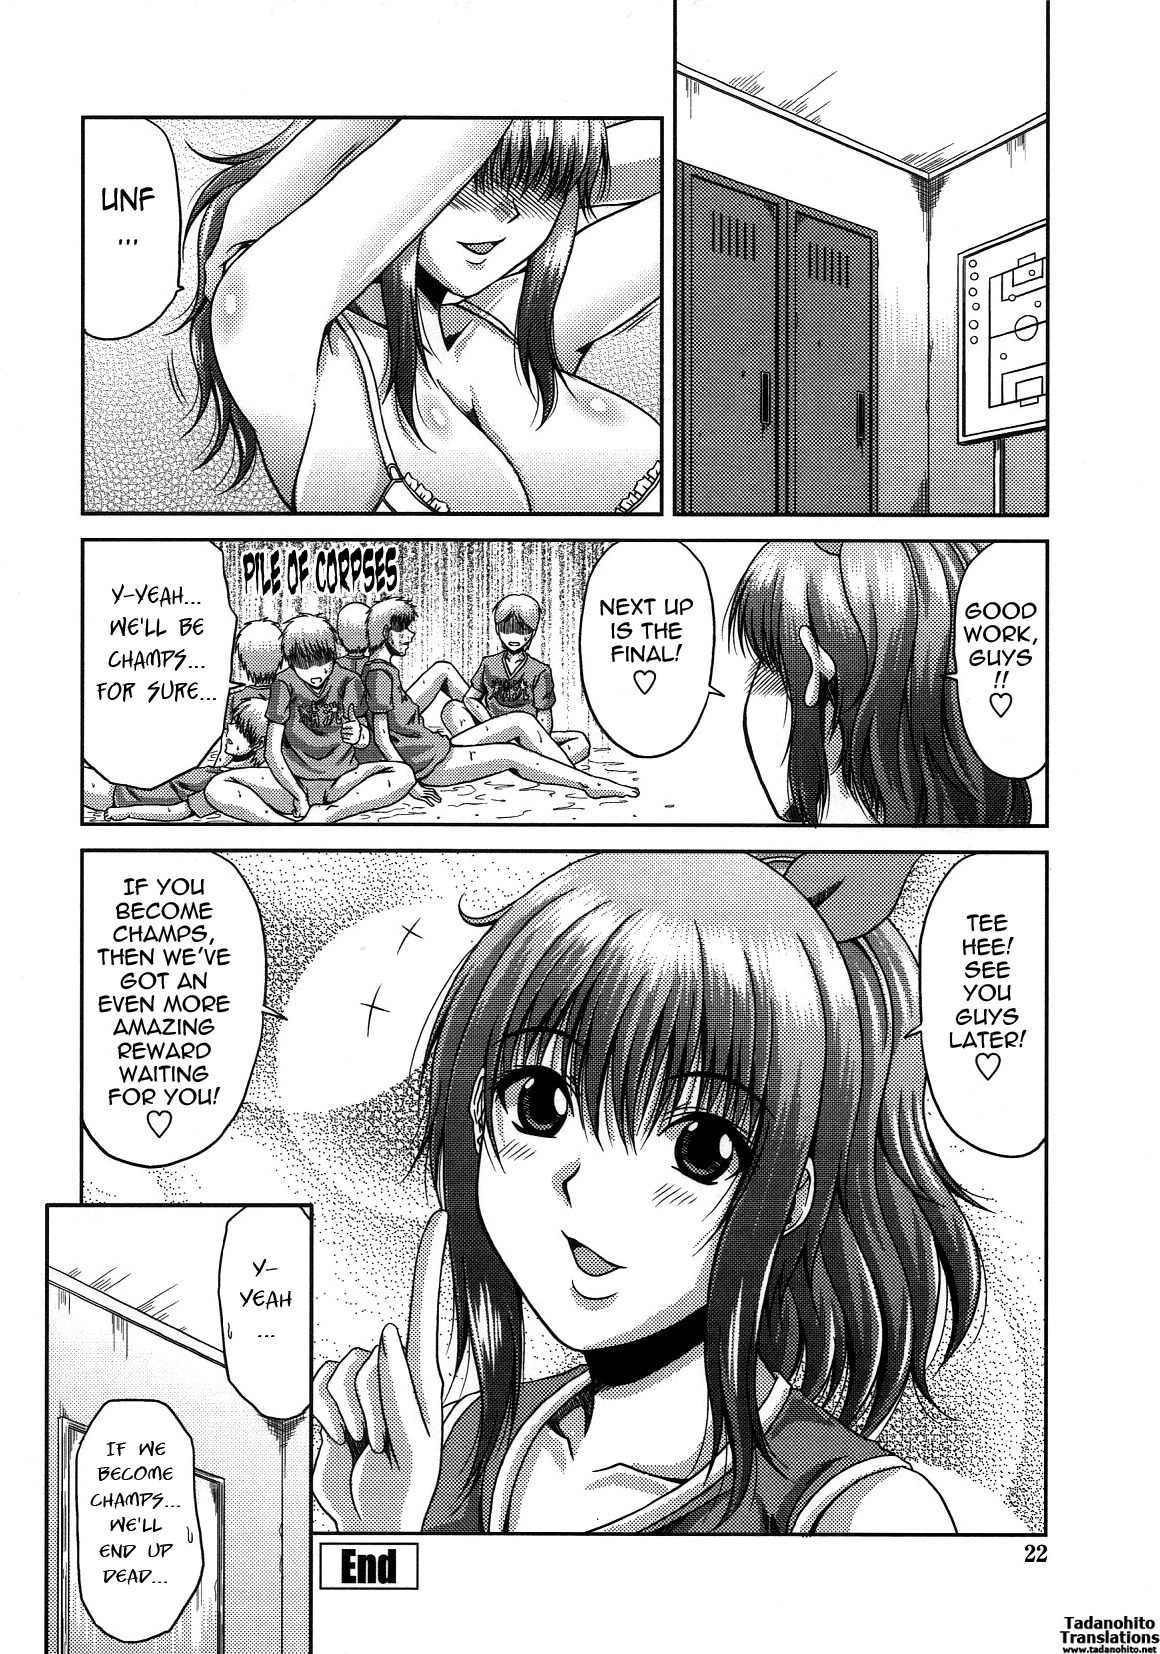 UNF
...
GOOD
WORK,
GUYS
!!
♡
NEXT UP
IS THE
FINAL!
♡
PILE OF CORPSES
Y-YEAH...
WE'LL BE
CHAMPS...
FOR SURE...
TEE
HEE!
SEE
YOU
GUYS
LATER!
♡
IF YOU
BECOME
CHAMPS,
THEN WE'VE
GOT AN
EVEN MORE
AMAZING
REWARD
WAITING
FOR YOU!
♡
Y-
YEAH
...
IF WE
BECOME
CHAMPS...
WE'LL
END UP
DEAD...
End
22
Tadanohito
Translations
www.tadanohito.net